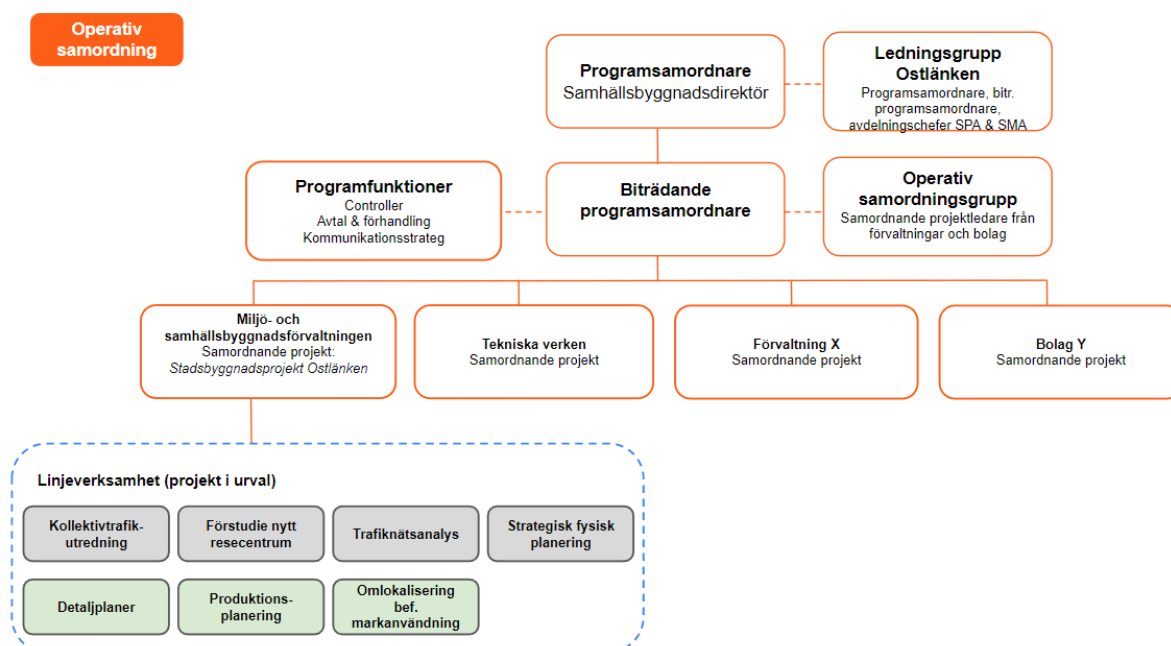 Operativ
samordning
Programsamordnare
Samhällsbyggnadsdirektör
Ledningsgrupp
Ostlänken
Programsamordnare, bitr.
programsamordnare,
avdelningschefer SPA & SMA
Programfunktioner
Controller
Avtal & förhandling
Kommunikationsstrateg
Biträdande
programsamordnare
Operativ
samordningsgrupp
Samordnande projektledare från
förvaltningar och bolag
Miljö- och
samhällsbyggnadsförvaltningen
Samordnande projekt:
Stadsbyggnadsprojekt Ostlänken
Tekniska verken
Samordnande projekt
Förvaltning X
Samordnande projekt
Bolag Y
Samordnande projekt
Linjeverksamhet (projekt i urval)
Kollektivtrafik-
utredning
Förstudie nytt
resecentrum
Trafiknätsanalys
Strategisk fysisk
planering
Detaljplaner
Produktions-
planering
Omlokalisering
bef.
markanvändning